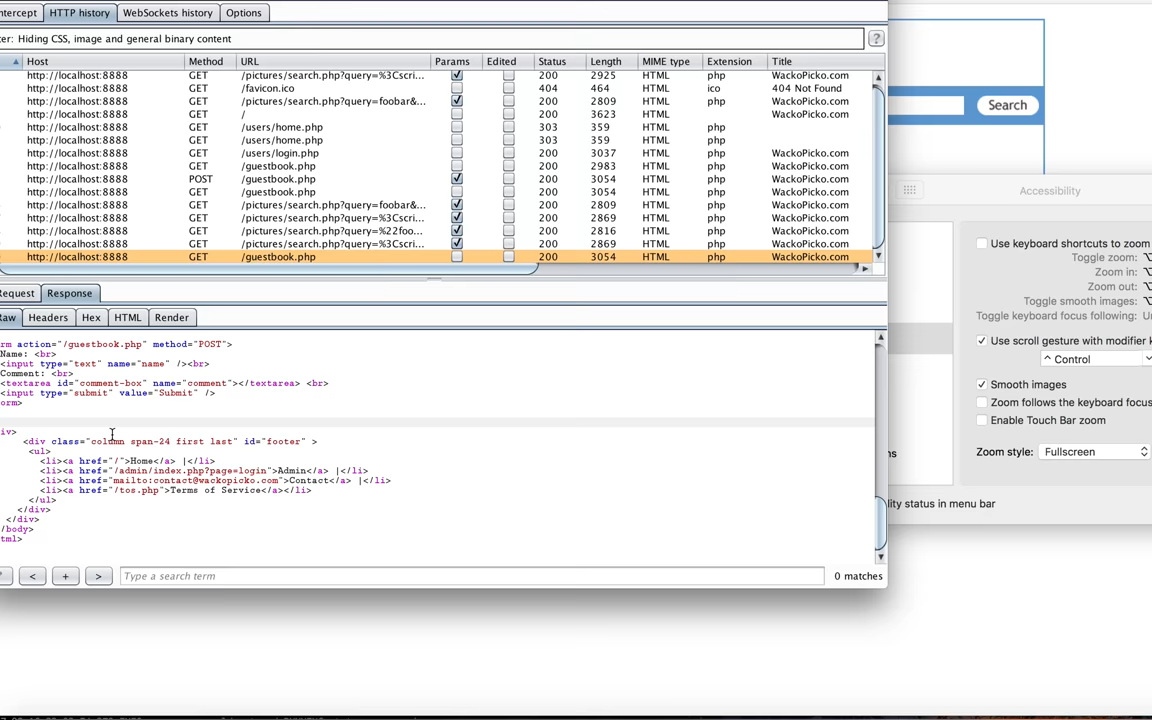 ntercept HTTP history WebSockets history Options
ter: Hiding CSS, image and general binary content ?
Host Method URL Params Edited Status Length MIME type Extension Title
http://localhost:8888 GET /pictures/search.php?query=%3Cscri... 200 2925 HTML php WackoPicko.com
http://localhost:8888 GET /favicon.ico 404 464 HTML ico 404 Not Found
http://localhost:8888 GET /pictures/search.php?query=foobar&... 200 2809 HTML php WackoPicko.com
http://localhost:8888 GET / 200 3623 HTML WackoPicko.com
http://localhost:8888 GET /users/home.php 303 359 HTML php
http://localhost:8888 GET /users/home.php 303 359 HTML php
http://localhost:8888 GET /users/login.php 200 3037 HTML php WackoPicko.com
http://localhost:8888 GET /guestbook.php 200 2983 HTML php WackoPicko.com
http://localhost:8888 POST /guestbook.php 200 3054 HTML php WackoPicko.com
http://localhost:8888 GET /guestbook.php 200 3054 HTML php WackoPicko.com
http://localhost:8888 GET /pictures/search.php?query=foobar&... 200 2809 HTML php WackoPicko.com
http://localhost:8888 GET /pictures/search.php?query=%3Cscri... 200 2869 HTML php WackoPicko.com
http://localhost:8888 GET /pictures/search.php?query=%22foo... 200 2816 HTML php WackoPicko.com
http://localhost:8888 GET /pictures/search.php?query=%3Cscri... 200 2869 HTML php WackoPicko.com
http://localhost:8888 GET /guestbook.php 200 3054 HTML php WackoPicko.com
Request Response
Raw Headers Hex HTML Render
rm action="/guestbook.php" method="POST">
Name: <br>
<input type="text" name="name" /><br>
Comment: <br>
<textarea id="comment-box" name="comment"></textarea> <br>
<input type="submit" value="Submit" />
orm>
iv>
<div class="column span-24 first last" id="footer" >
<ul>
<li><a href="/">Home</a> |</li>
<li><a href="/admin/index.php?page=login">Admin</a> |</li>
<li><a href="mailto:contact@wackopicko.com">Contact</a> |</li>
<li><a href="/tos.php">Terms of Service</a></li>
</ul>
</div>
</div>
/body>
tml>
< + > Type a search term 0 matches
Search
Accessibility
Use keyboard shortcuts to zoom
Toggle zoom: ⌥
Zoom in: ⌥
Zoom out: ⌥
Toggle smooth images: ⌥
Toggle keyboard focus following: Un
Use scroll gesture with modifier k
^ Control
Smooth images
Zoom follows the keyboard focus
Enable Touch Bar zoom
ns
Zoom style: Fullscreen
lity status in menu bar